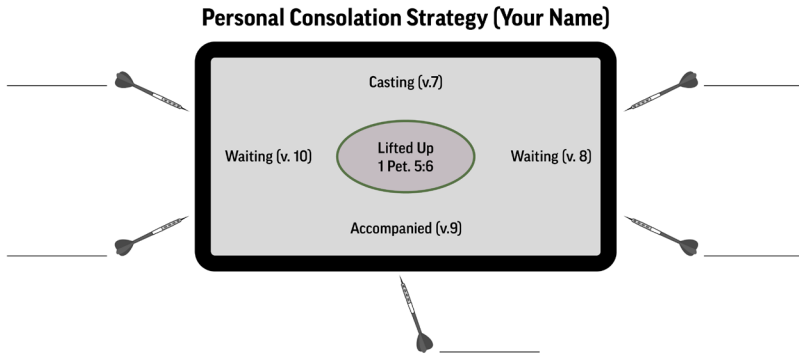 Personal Consolation Strategy (Your Name)
Casting (v.7)
Waiting (v. 10)
Lifted Up
1 Pet. 5:6
Waiting (v. 8)
Accompanied (v.9)